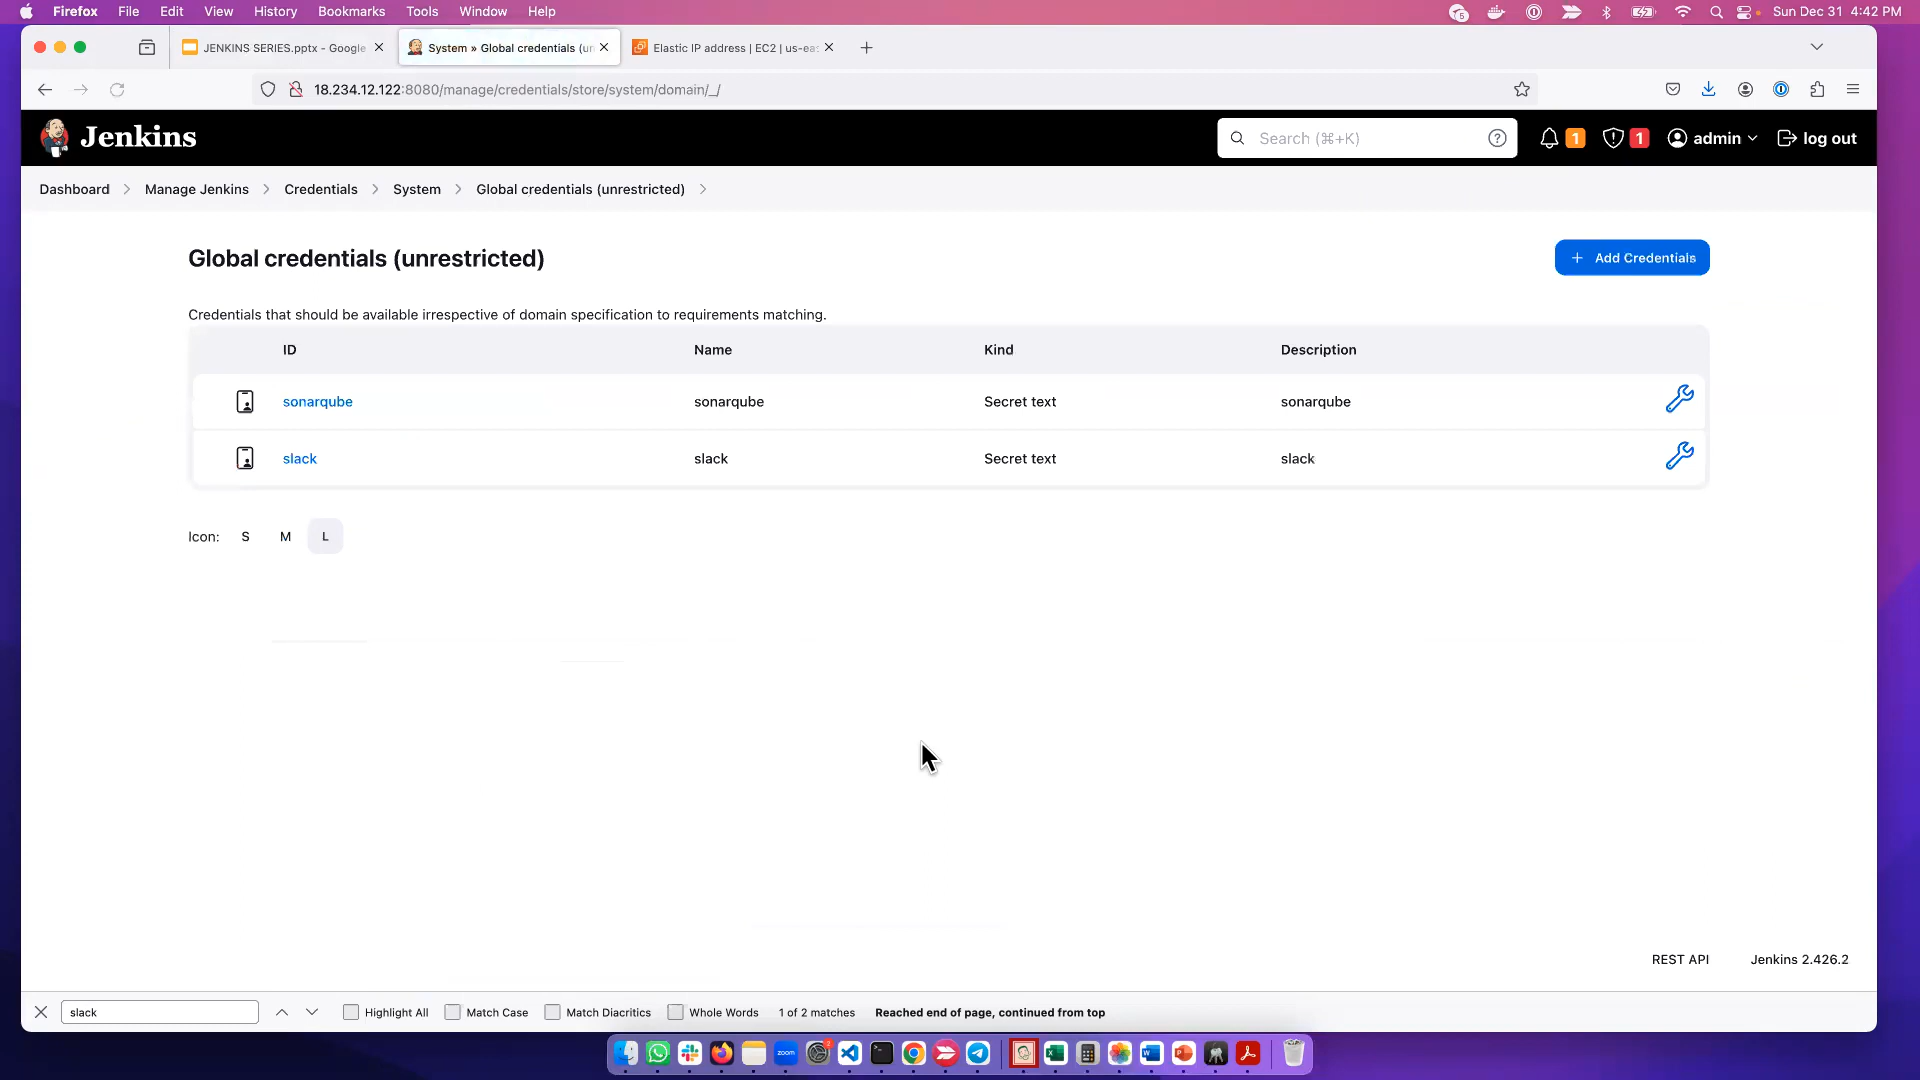 Firefox File Edit View History Bookmarks Tools Window Help
5
Sun Dec 31 4:42 PM
JENKINS SERIES.pptx - Google
System » Global credentials (un
Elastic IP address | EC2 | us-ea
18.234.12.122:8080/manage/credentials/store/system/domain/_/
Jenkins
Search (⌘+K)
1
1
admin
log out
Dashboard
Manage Jenkins
Credentials
System
Global credentials (unrestricted)
Global credentials (unrestricted)
+ Add Credentials
Credentials that should be available irrespective of domain specification to requirements matching.
ID Name Kind Description
sonarqube sonarqube Secret text sonarqube
slack slack Secret text slack
Icon: S M L
REST API Jenkins 2.426.2
slack
Highlight All
Match Case
Match Diacritics
Whole Words
1 of 2 matches
Reached end of page, continued from top
zoom
2